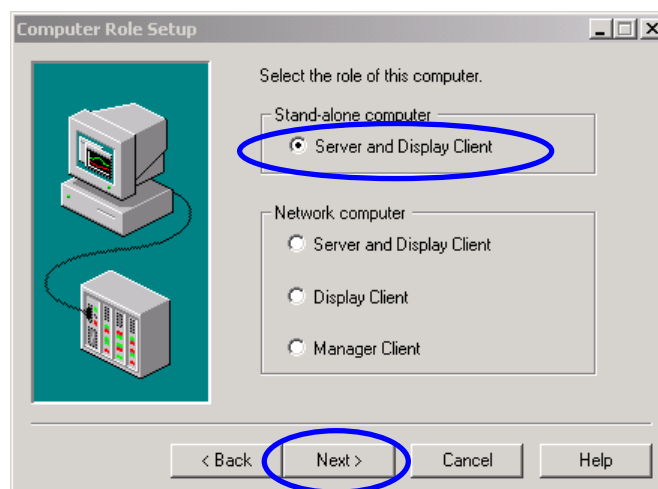 Computer Role Setup
Select the role of this computer.
Stand-alone computer
Server and Display Client
Network computer
Server and Display Client
Display Client
Manager Client
< Back Next > Cancel Help